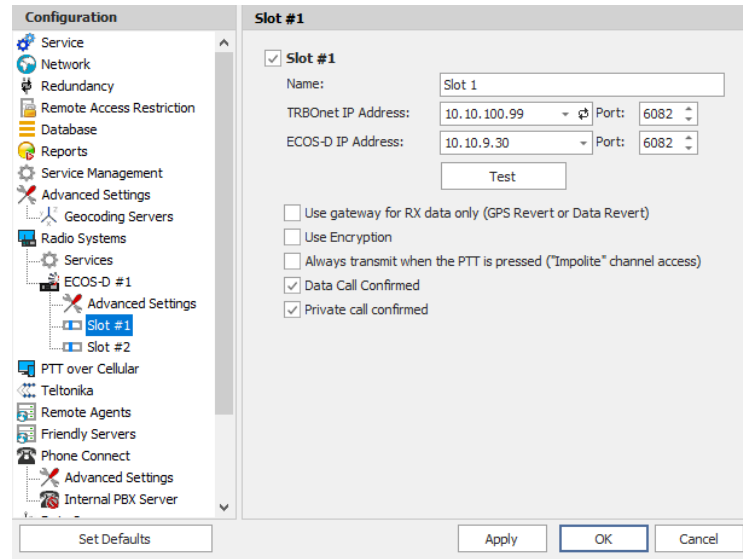 Configuration
Service
Network
Redundancy
Remote Access Restriction
Database
Reports
Service Management
Advanced Settings
Geocoding Servers
Radio Systems
Services
ECOS-D #1
Advanced Settings
Slot #1
Slot #2
PTT over Cellular
Teltonika
Remote Agents
Friendly Servers
Phone Connect
Advanced Settings
Internal PBX Server
Set Defaults
Slot #1
Slot #1
Name: Slot 1
TRBOnet IP Address: 10.10.100.99 Port: 6082
ECOS-D IP Address: 10.10.9.30 Port: 6082
Test
Use gateway for RX data only (GPS Revert or Data Revert)
Use Encryption
Always transmit when the PTT is pressed ("Impolite" channel access)
Data Call Confirmed
Private call confirmed
Apply OK Cancel